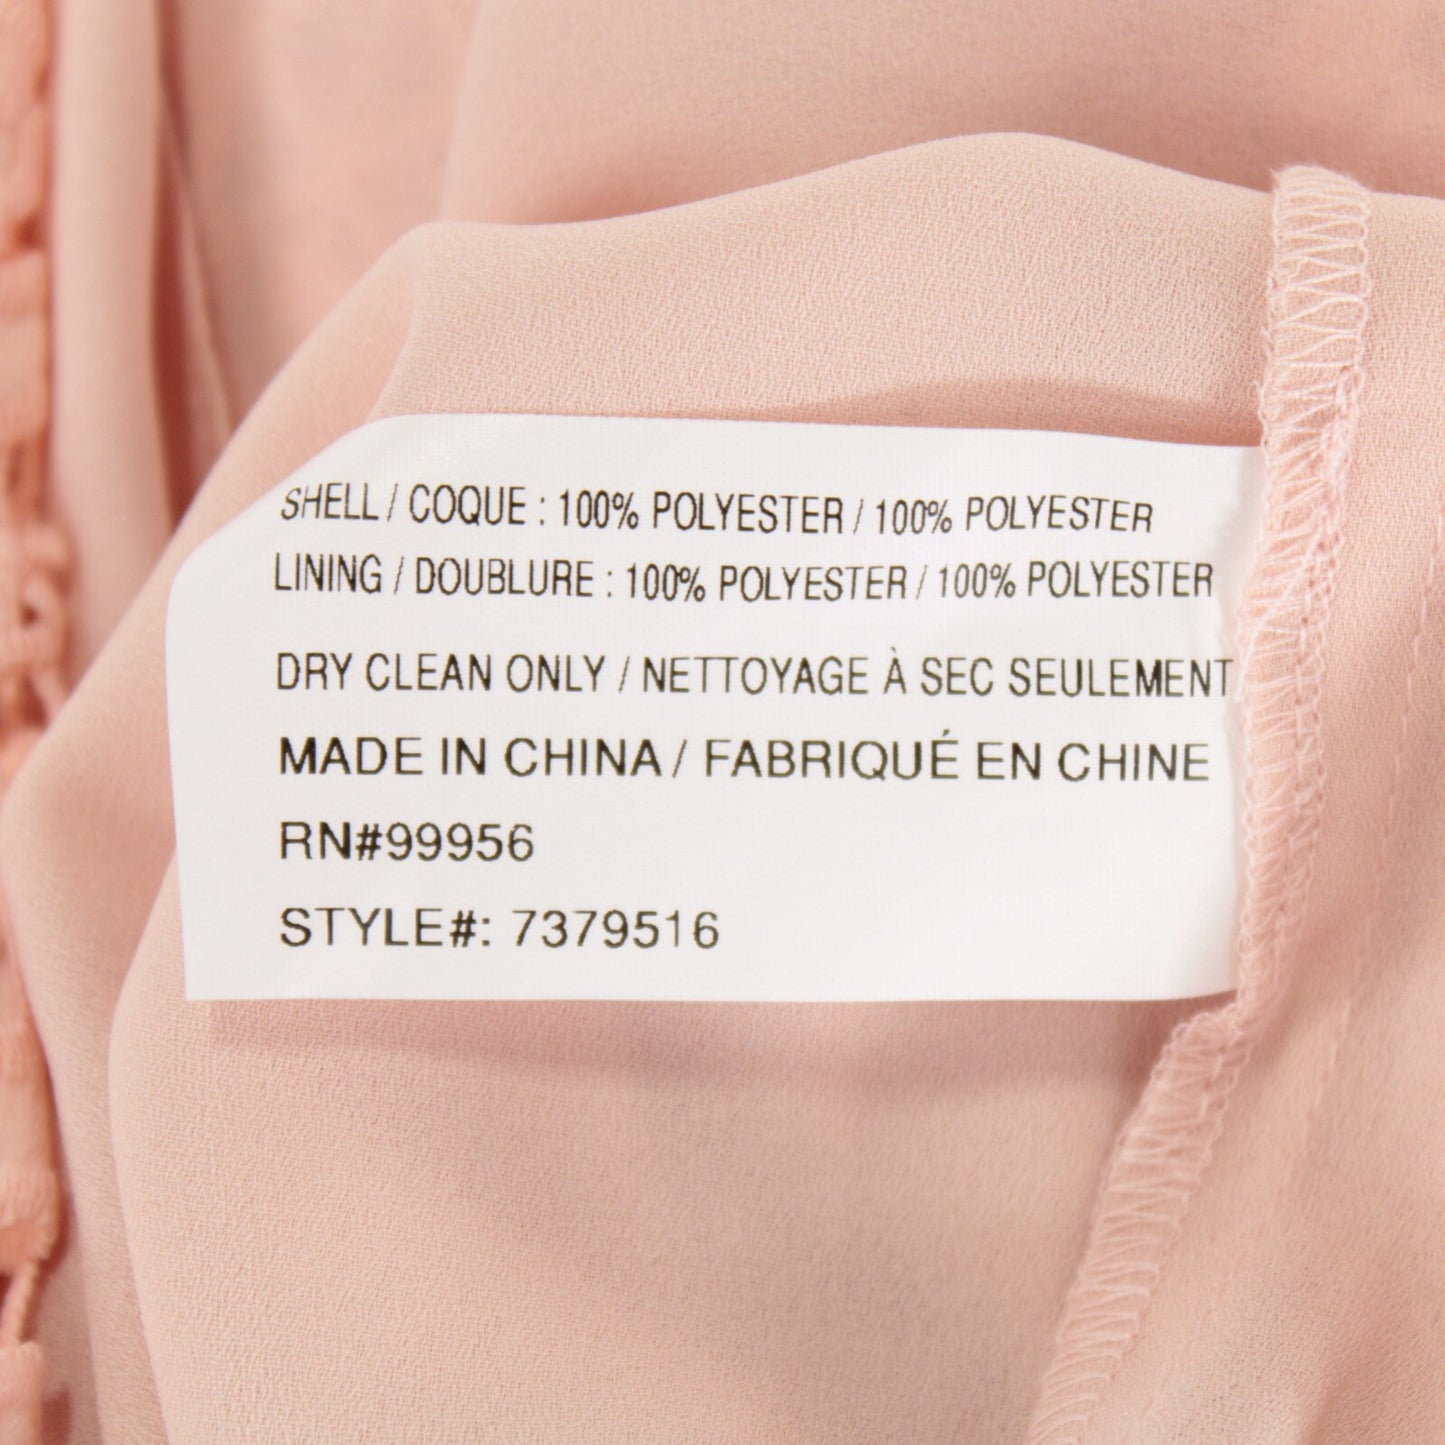 SHELL / COQUE : 100% POLYESTER / 100% POLYESTER
LINING / DOUBLURE : 100% POLYESTER / 100% POLYESTER
DRY CLEAN ONLY / NETTOYAGE À SEC SEULEMENT
MADE IN CHINA / FABRIQUÉ EN CHINE
RN#99956
STYLE#: 7379516